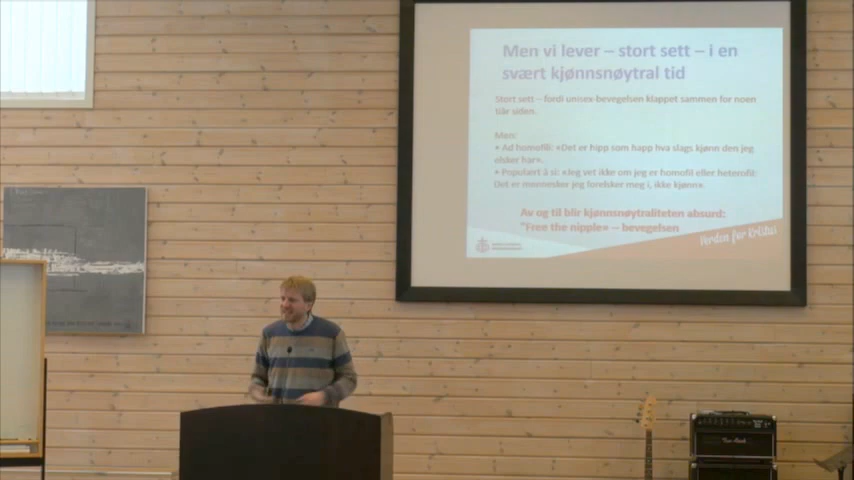 Men vi lever – stort sett – i en
svært kjønnsnøytral tid
Stort sett – fordi unisex-bevegelsen klappet sammen for noen
tiår siden.
Men:
• Ad homofili: «Det er hipp som happ hva slags kjønn den jeg
elsker har».
• Populært å si: «Jeg vet ikke om jeg er homofil eller heterofil:
Det er mennesker jeg forelsker meg i, ikke kjønn».
Av og til blir kjønnsnøytraliteten absurd:
"Free the nipple» – bevegelsen
Verden for Kristus